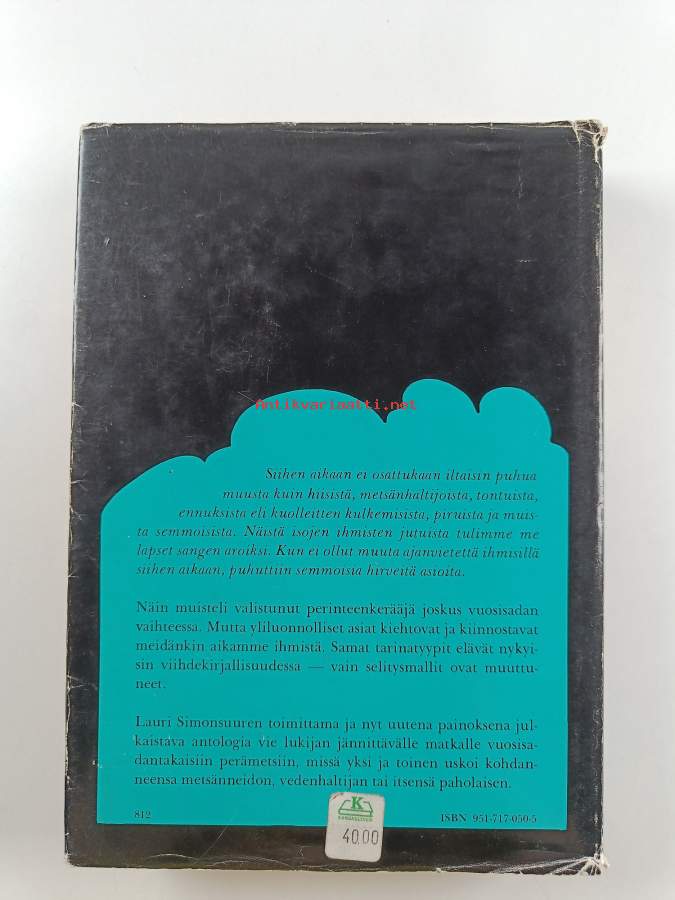 Antikvariaatti.net
Siihen aikaan ei osattukaan iltaisin puhua
muusta kuin hiisistä, metsänhaltijoista, tontuista,
ennuksista eli kuolleitten kulkemisista, piruista ja muis-
ta semmoisista. Näistä isojen ihmisten jutuista tulimme me
lapset sangen aroiksi. Kun ei ollut muuta ajanvietettä ihmisillä
siihen aikaan, puhuttiin semmoisia hirveitä asioita.
Näin muisteli valistunut perinteenkerääjä joskus vuosisadan
vaihteessa. Mutta yliluonnolliset asiat kiehtovat ja kiinnostavat
meidänkin aikamme ihmistä. Samat tarinatyypit elävät nykyi-
sin viihdekirjallisuudessa — vain selitysmallit ovat muuttu-
neet.
Lauri Simonsuuren toimittama ja nyt uutena painoksena jul-
kaistava antologia vie lukijan jännittävälle matkalle vuosisa-
dantakaisiin perämetsiin, missä yksi ja toinen uskoi kohdan-
neensa metsänneidon, vedenhaltijan tai itsensä paholaisen.
812
ISBN 951-717-050-5
K
40.00